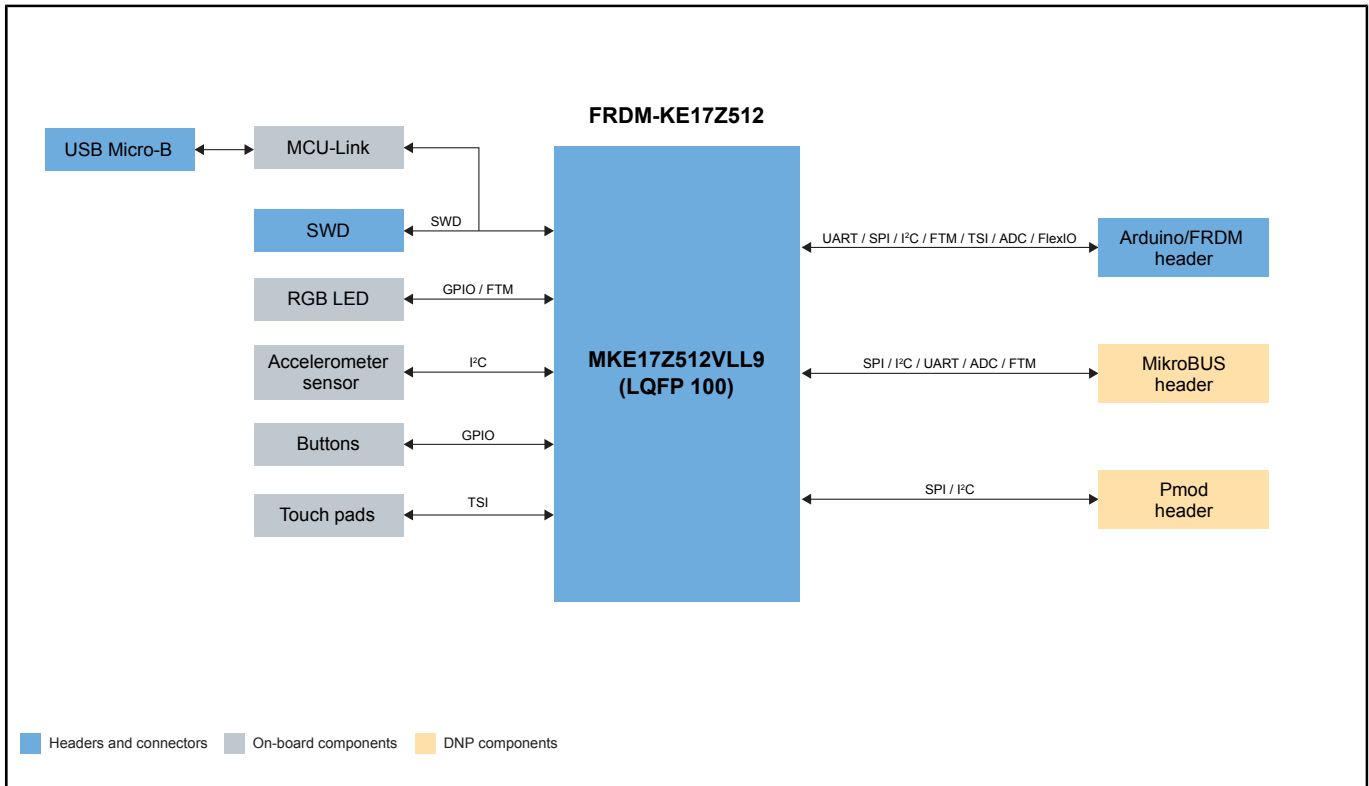 FRDM-KE17Z512
USB Micro-B
MCU-Link
SWD
SWD
RGB LED
GPIO / FTM
Accelerometer
sensor
I²C
Buttons
GPIO
Touch pads
TSI
MKE17Z512VLL9
(LQFP 100)
UART / SPI / I²C / FTM / TSI / ADC / FlexIO
Arduino/FRDM
header
SPI / I²C / UART / ADC / FTM
MikroBUS
header
SPI / I²C
Pmod
header
Headers and connectors
On-board components
DNP components